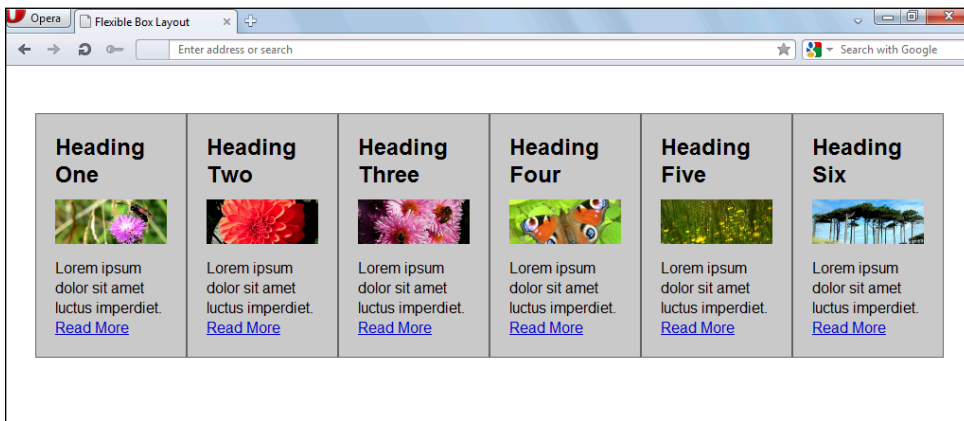 Opera
Flexible Box Layout
Enter address or search
Search with Google
Heading
One
Lorem ipsum
dolor sit amet
luctus imperdiet.
Read More
Heading
Two
Lorem ipsum
dolor sit amet
luctus imperdiet.
Read More
Heading
Three
Lorem ipsum
dolor sit amet
luctus imperdiet.
Read More
Heading
Four
Lorem ipsum
dolor sit amet
luctus imperdiet.
Read More
Heading
Five
Lorem ipsum
dolor sit amet
luctus imperdiet.
Read More
Heading
Six
Lorem ipsum
dolor sit amet
luctus imperdiet.
Read More